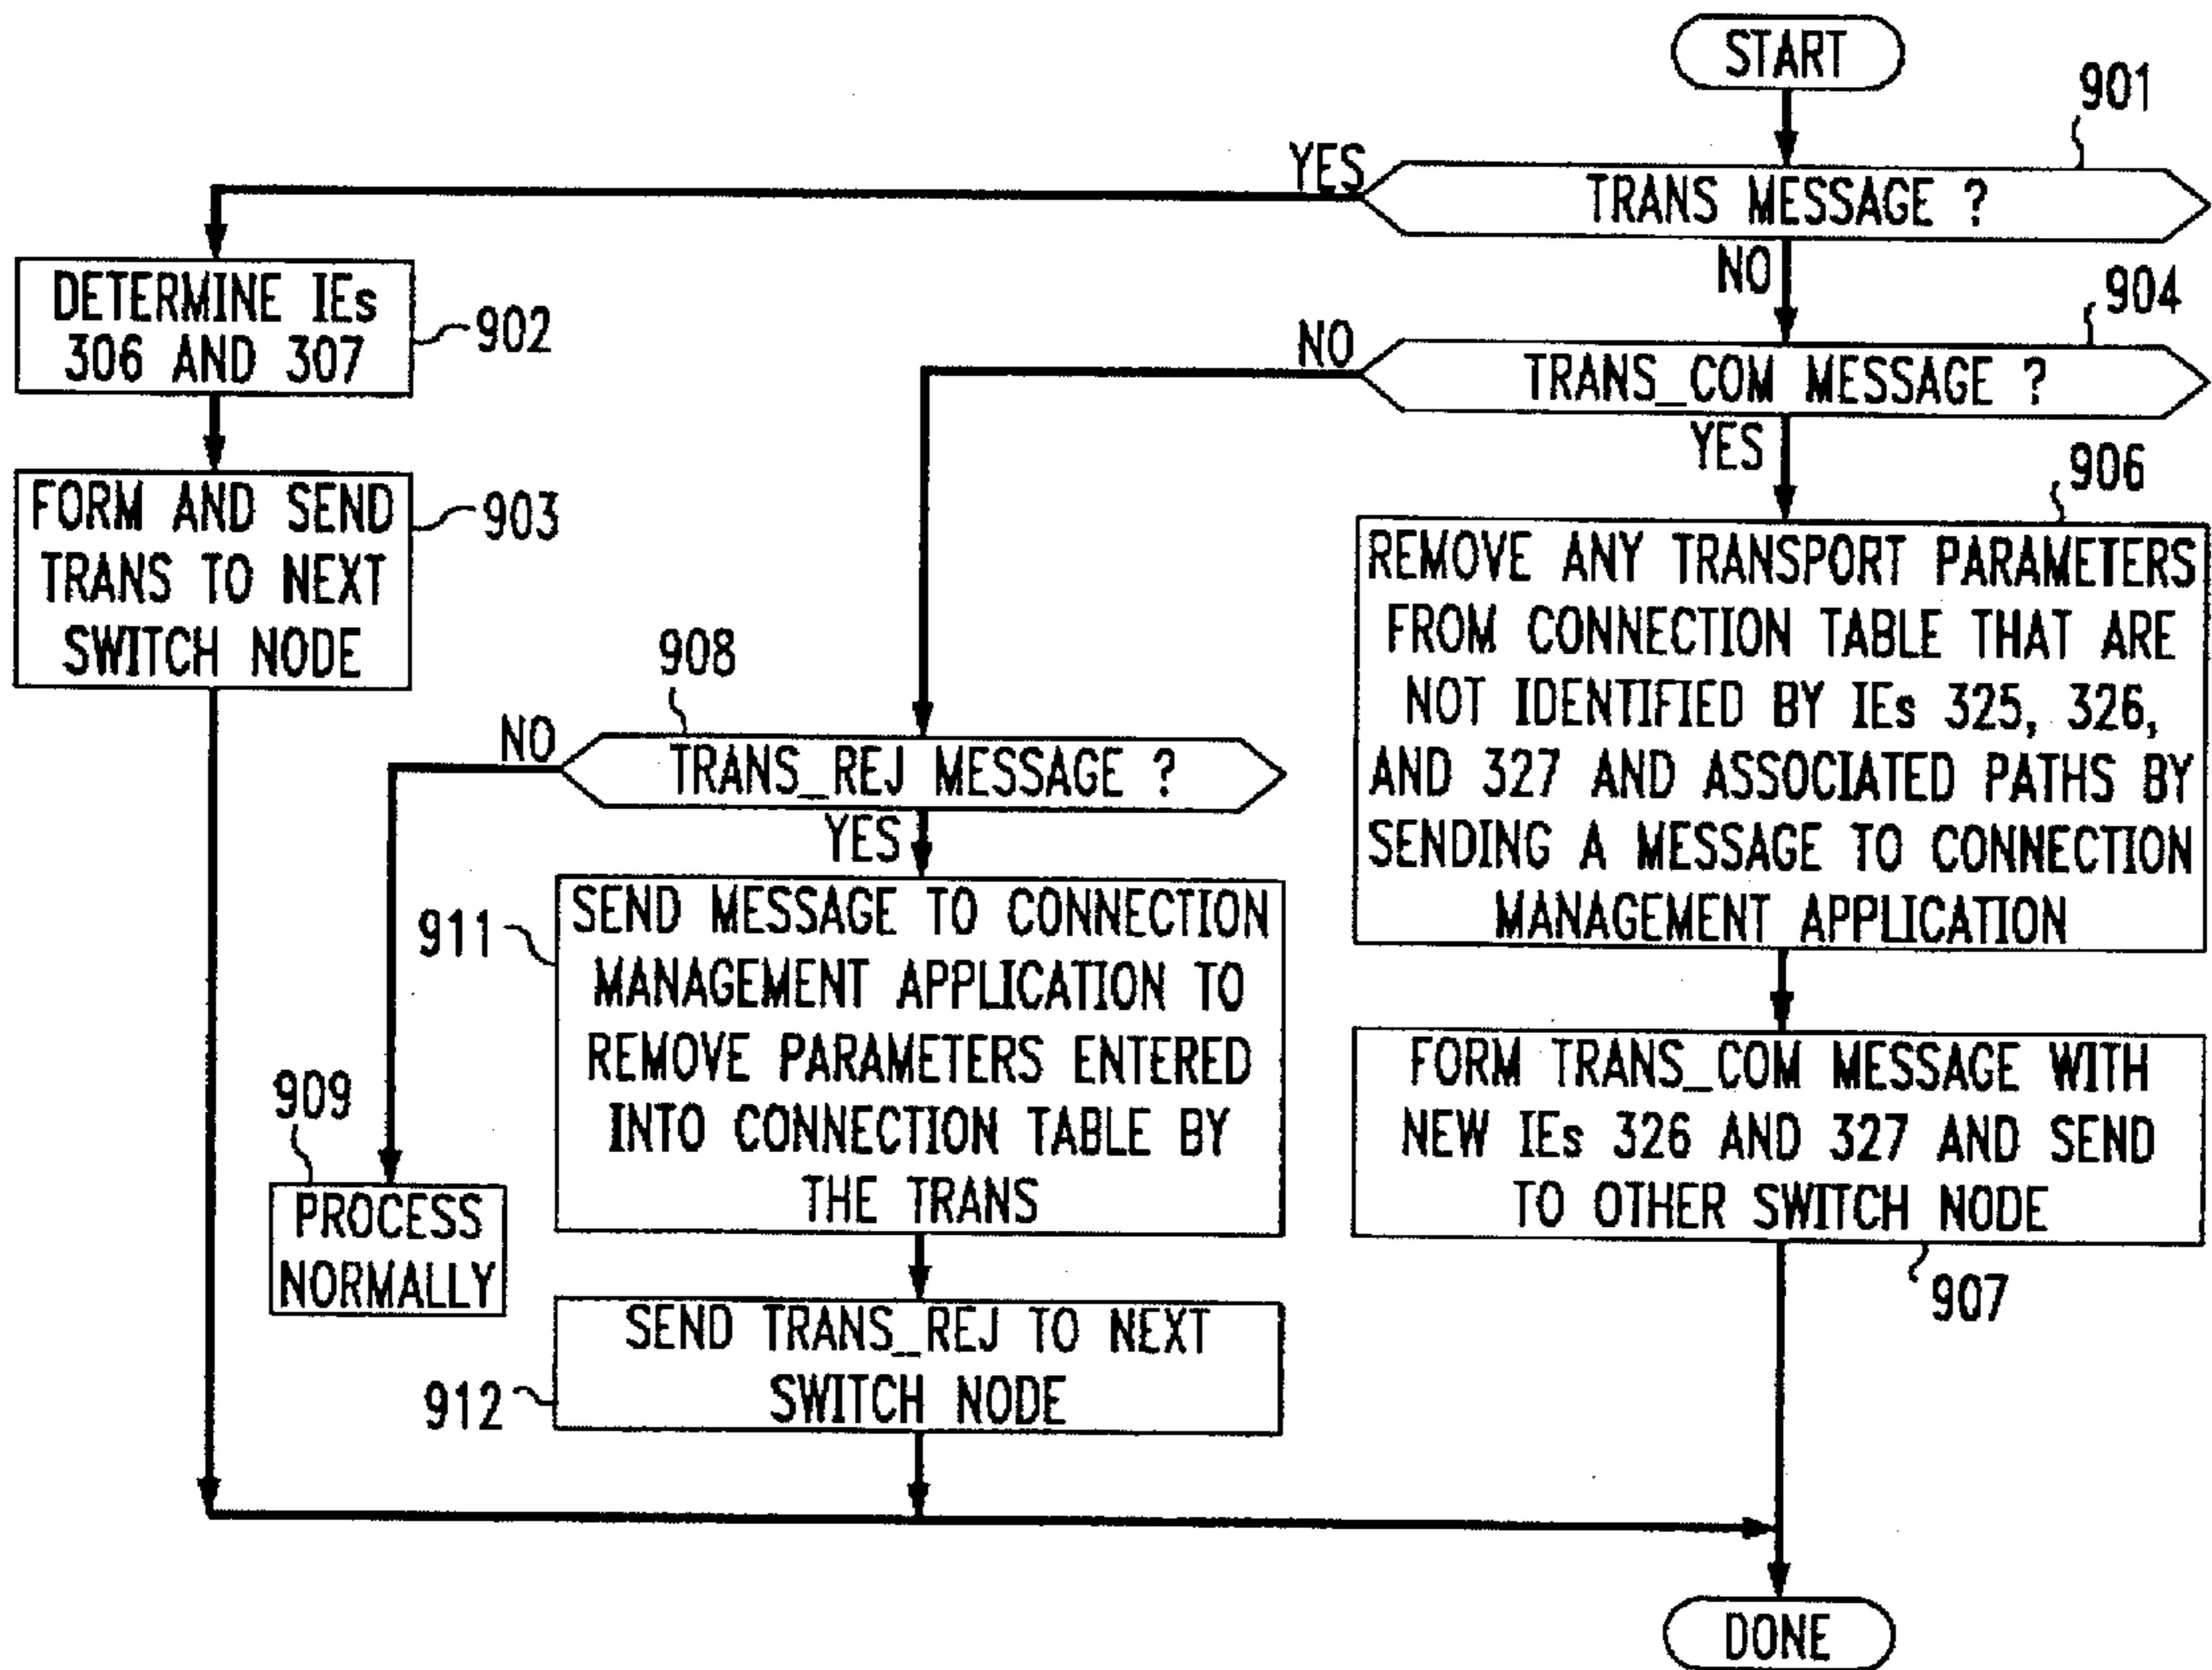 START
901
YES
TRANS MESSAGE ?
NO
DETERMINE IEs
306 AND 307
902
904
NO
TRANS_COM MESSAGE ?
YES
FORM AND SEND
TRANS TO NEXT
SWITCH NODE
903
906
REMOVE ANY TRANSPORT PARAMETERS
FROM CONNECTION TABLE THAT ARE
NOT IDENTIFIED BY IEs 325, 326,
AND 327 AND ASSOCIATED PATHS BY
SENDING A MESSAGE TO CONNECTION
MANAGEMENT APPLICATION
908
NO
TRANS_REJ MESSAGE ?
YES
911
SEND MESSAGE TO CONNECTION
MANAGEMENT APPLICATION TO
REMOVE PARAMETERS ENTERED
INTO CONNECTION TABLE BY
THE TRANS
FORM TRANS_COM MESSAGE WITH
NEW IEs 326 AND 327 AND SEND
TO OTHER SWITCH NODE
907
909
PROCESS
NORMALLY
SEND TRANS_REJ TO NEXT
SWITCH NODE
912
DONE